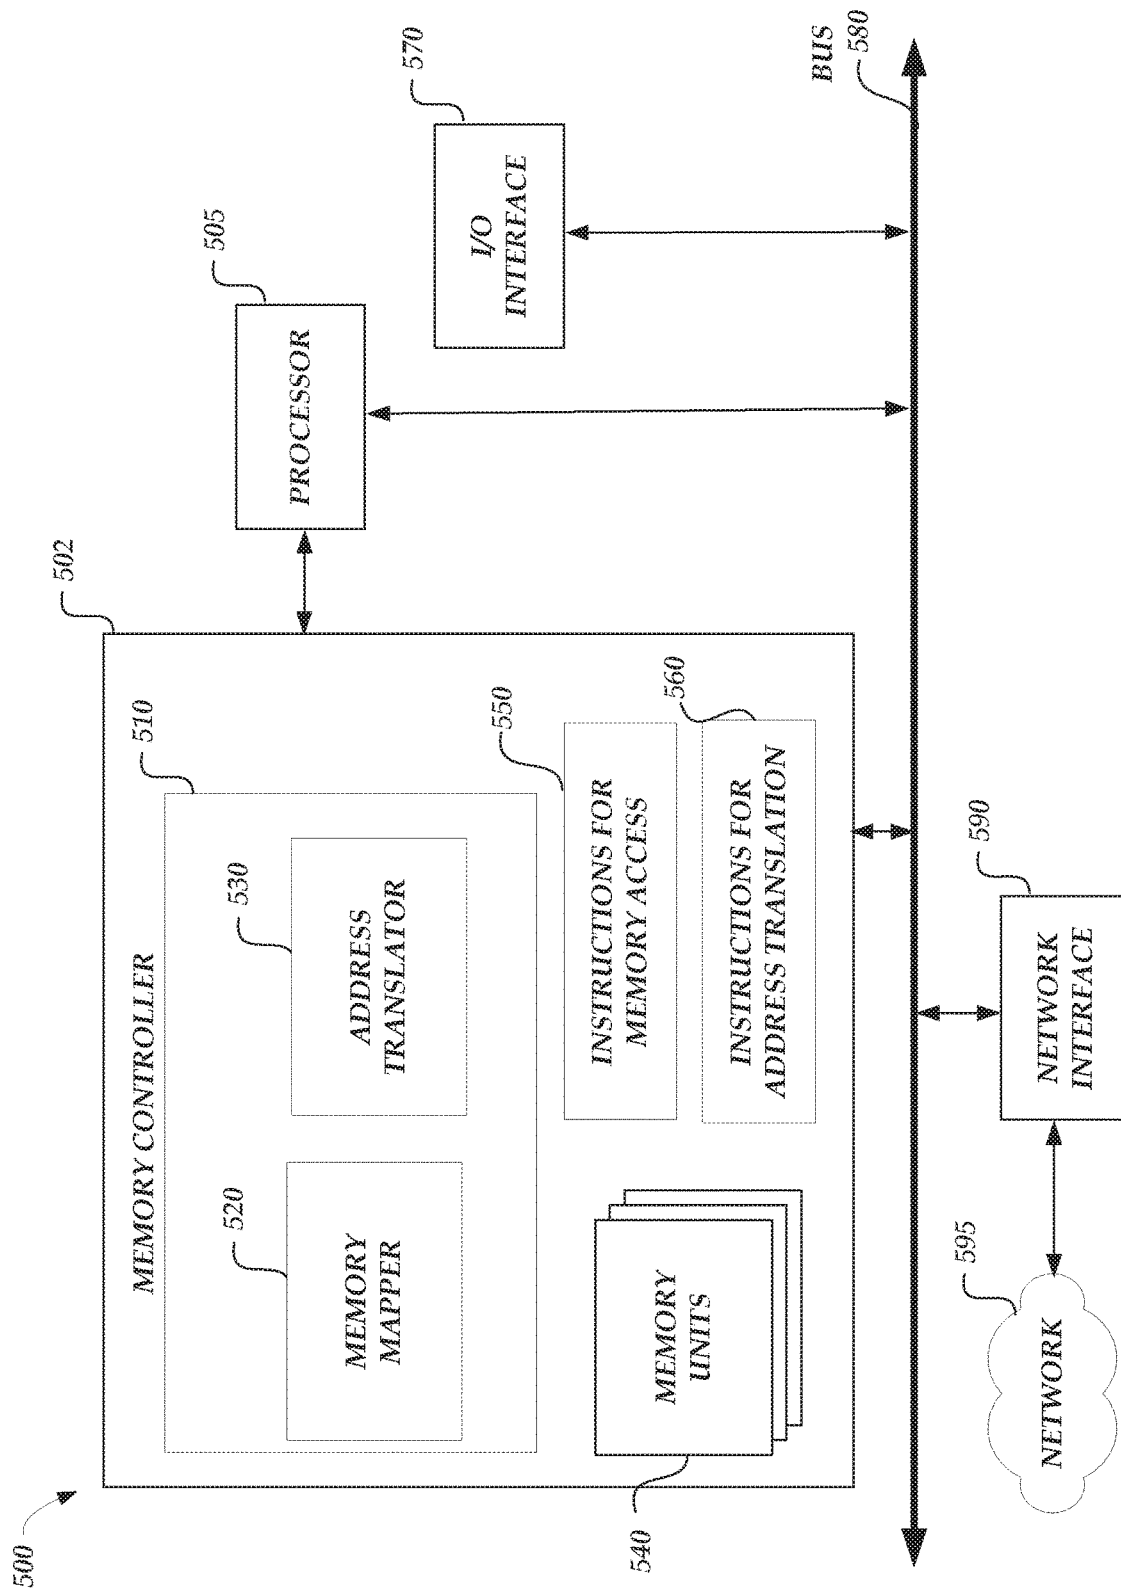 500
502
MEMORY CONTROLLER
510
520
MEMORY
MAPPER
530
ADDRESS
TRANSLATOR
505
PROCESSOR
570
I/O
INTERFACE
540
MEMORY
UNITS
550
INSTRUCTIONS FOR
MEMORY ACCESS
560
INSTRUCTIONS FOR
ADDRESS TRANSLATION
BUS
580
595
NETWORK
590
NETWORK
INTERFACE